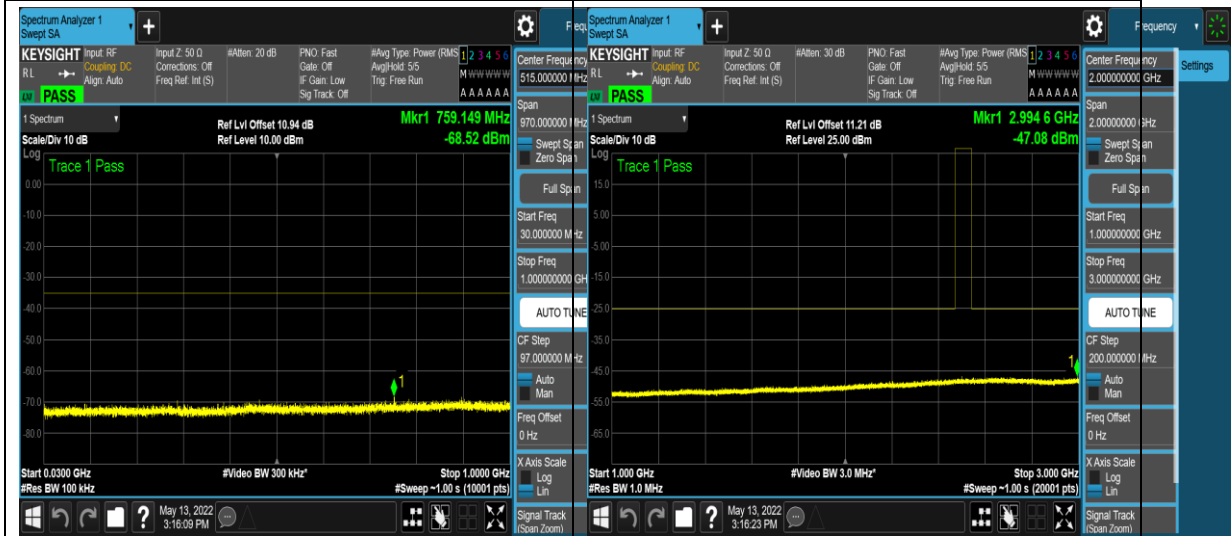 Spectrum Analyzer 1
Swept SA
+
Frequ
KEYSIGHT
RL
PASS
Input: RF
Coupling: DC
Align: Auto
Input Z: 50 Ω
Corrections: Off
Freq Ref: Int (S)
#Atten: 20 dB
PNO: Fast
Gate: Off
IF Gain: Low
Sig Track: Off
#Avg Type: Power (RMS
Avg|Hold: 5/5
Trig: Free Run
1 2 3 4 5 6
M W W W W W
A A A A A A
Center Frequency
515.000000 MHz
1 Spectrum
Scale/Div 10 dB
Ref Lvl Offset 10.94 dB
Ref Level 10.00 dBm
Mkr1 759.149 MHz
-68.52 dBm
Log
Trace 1 Pass
0.00
-10.0
-20.0
-30.0
-40.0
-50.0
-60.0
-70.0
-80.0
1
Start 0.0300 GHz
#Res BW 100 kHz
#Video BW 300 kHz*
Stop 1.0000 GHz
#Sweep ~1.00 s (10001 pts)
Span
970.000000 MHz
Swept Span
Zero Span
Full Span
Start Freq
30.000000 MHz
Stop Freq
1.000000000 GH
AUTO TUNE
CF Step
97.000000 MHz
Auto
Man
Freq Offset
0 Hz
X Axis Scale
Log
Lin
Signal Track
(Span Zoom)
?
May 13, 2022
3:16:09 PM
Spectrum Analyzer 1
Swept SA
+
Frequency
Settings
KEYSIGHT
RL
PASS
Input: RF
Coupling: DC
Align: Auto
Input Z: 50 Ω
Corrections: Off
Freq Ref: Int (S)
#Atten: 30 dB
PNO: Fast
Gate: Off
IF Gain: Low
Sig Track: Off
#Avg Type: Power (RMS
Avg|Hold: 5/5
Trig: Free Run
1 2 3 4 5 6
M W W W W W
A A A A A A
Center Frequency
2.000000000 GHz
1 Spectrum
Scale/Div 10 dB
Ref Lvl Offset 11.21 dB
Ref Level 25.00 dBm
Mkr1 2.994 6 GHz
-47.08 dBm
Log
Trace 1 Pass
15.0
5.00
-5.00
-15.0
-25.0
-35.0
-45.0
-55.0
-65.0
1
Start 1.000 GHz
#Res BW 1.0 MHz
#Video BW 3.0 MHz*
Stop 3.000 GHz
#Sweep ~1.00 s (20001 pts)
Span
2.00000000 GHz
Swept Span
Zero Span
Full Span
Start Freq
1.000000000 GHz
Stop Freq
3.000000000 GHz
AUTO TUNE
CF Step
200.000000 MHz
Auto
Man
Freq Offset
0 Hz
X Axis Scale
Log
Lin
Signal Track
(Span Zoom)
?
May 13, 2022
3:16:23 PM